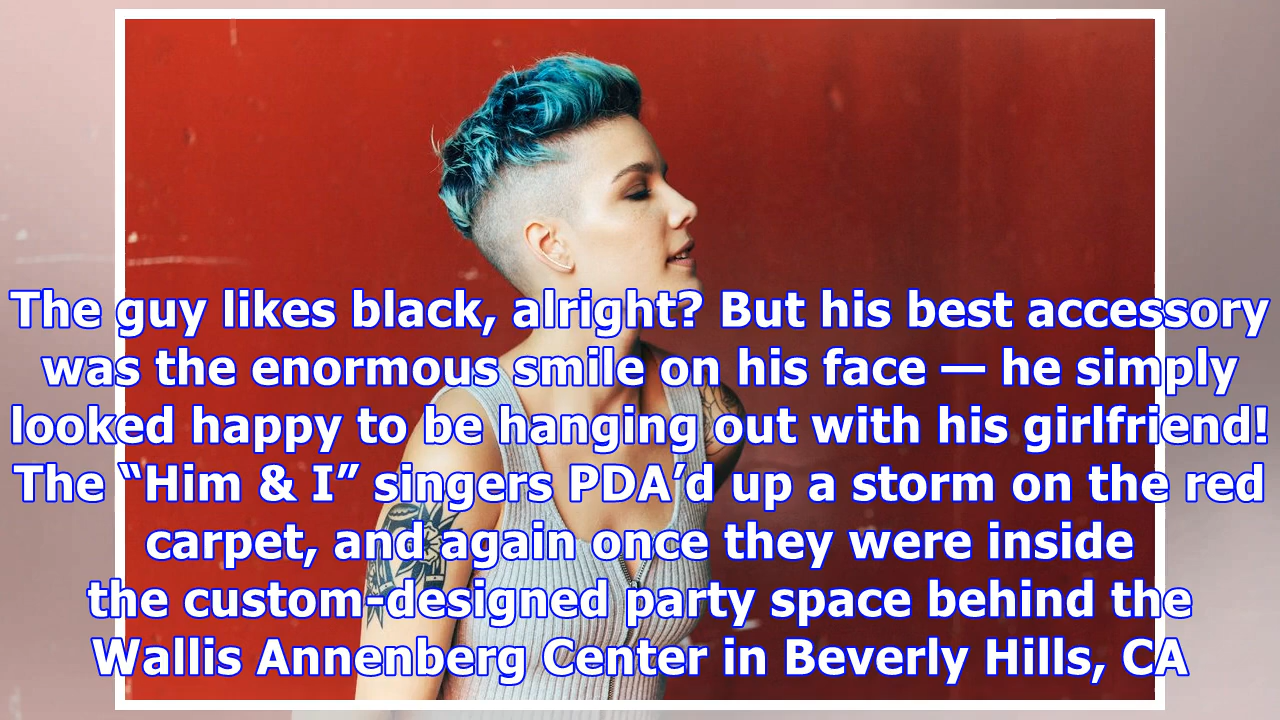 The guy likes black, alright? But his best accessory
was the enormous smile on his face — he simply
looked happy to be hanging out with his girlfriend!
The “Him & I” singers PDA’d up a storm on the red
carpet, and again once they were inside
the custom-designed party space behind the
Wallis Annenberg Center in Beverly Hills, CA